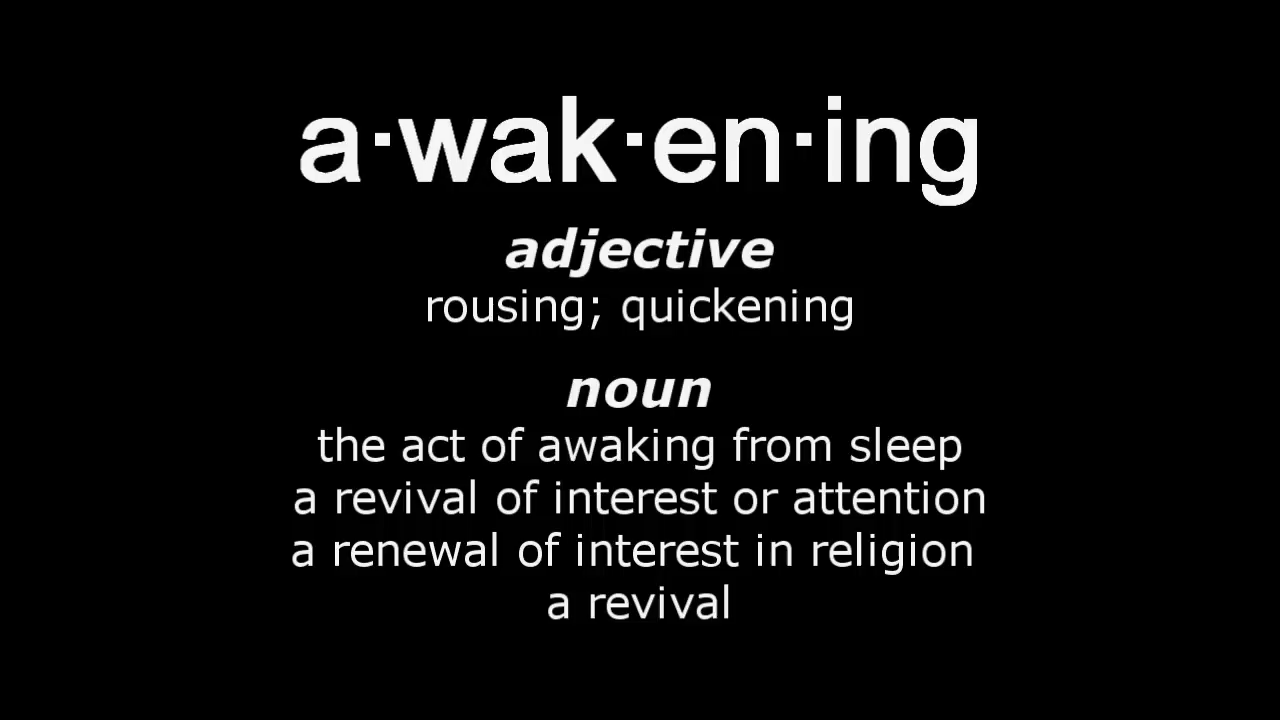 a·wak·en·ing
adjective
rousing; quickening
noun
the act of awaking from sleep
a revival of interest or attention
a renewal of interest in religion
a revival